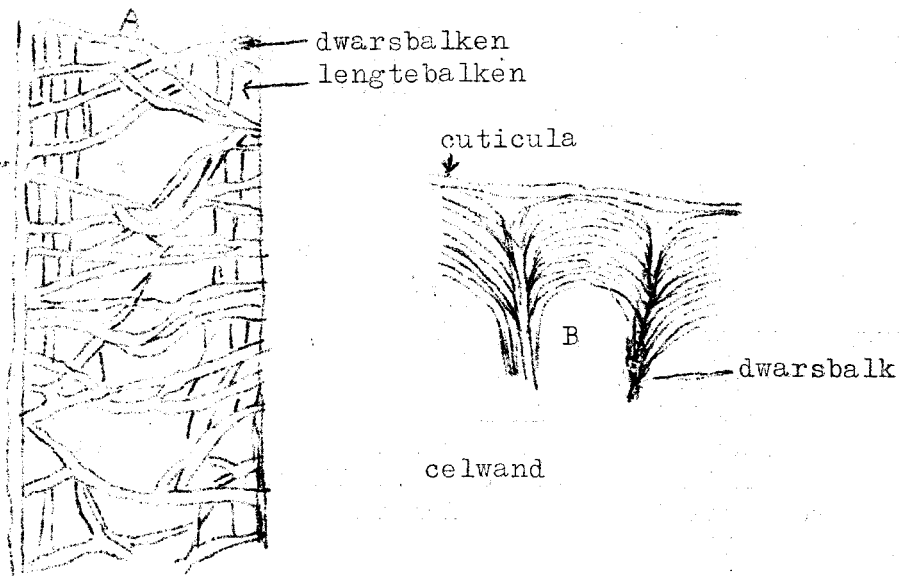 A
dwarsbalken
lengtebalken
cuticula
B
dwarsbalk
celwand